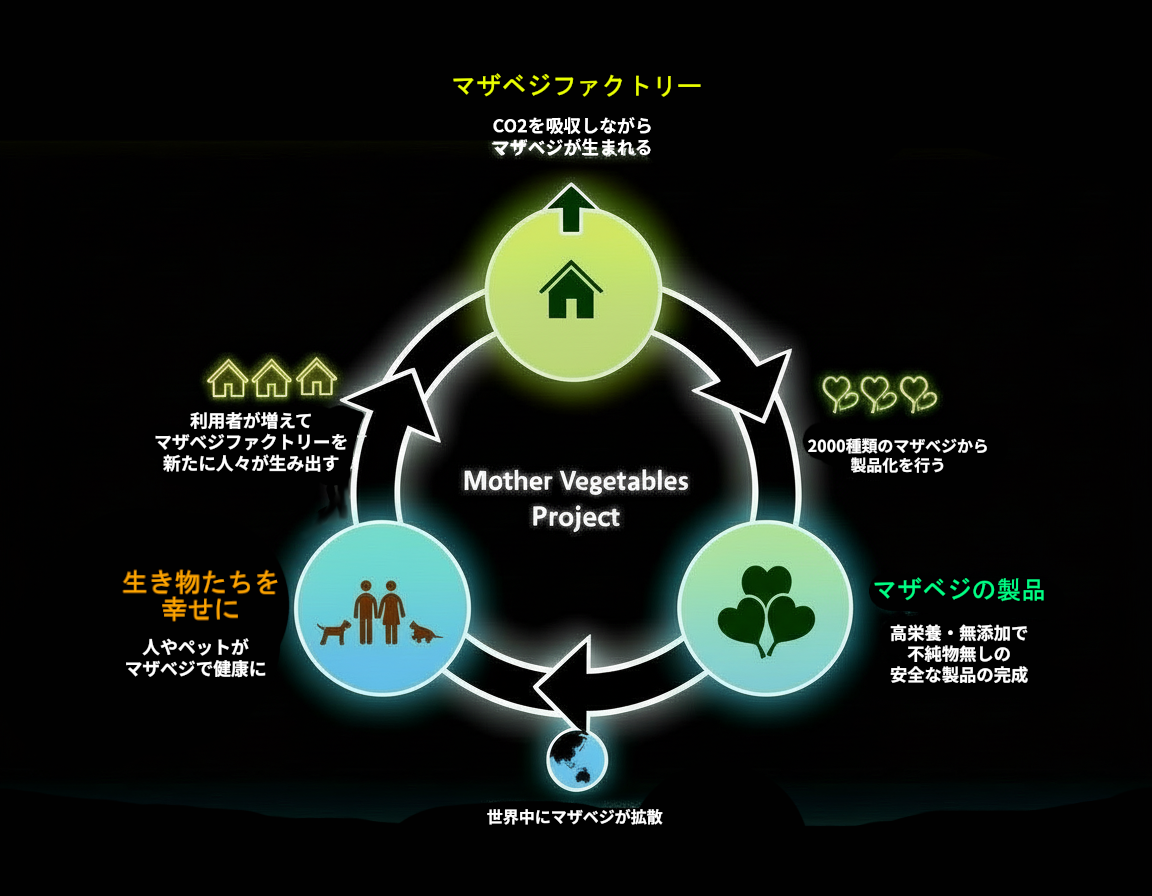 マザベジファクトリー
CO2を吸収しながら
マザベジが生まれる
利用者が増えて
マザベジファクトリーを
新たに人々が生み出す
2000種類のマザベジから
製品化を行う
Mother Vegetables
Project
生き物たちを
幸せに
人やペットが
マザベジで健康に
マザベジの製品
高栄養・無添加で
不純物無しの
安全な製品の完成
世界中にマザベジが拡散